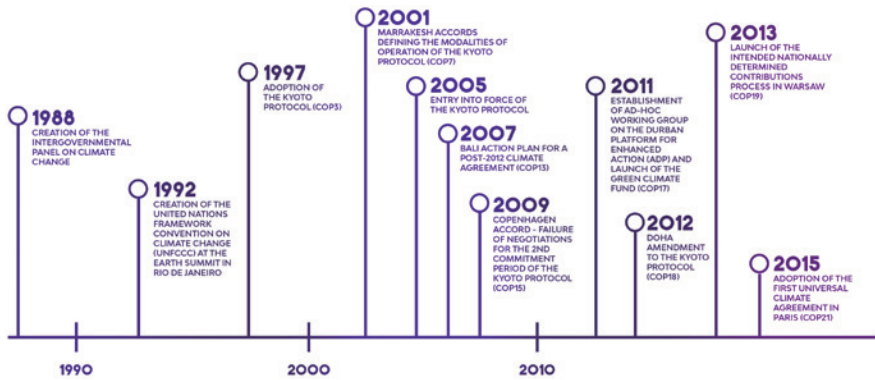 1988
CREATION OF THE
INTERGOVERNMENTAL
PANEL ON CLIMATE
CHANGE
1992
CREATION OF THE
UNITED NATIONS
FRAMEWORK
CONVENTION ON
CLIMATE CHANGE
(UNFCCC) AT THE
EARTH SUMMIT IN
RIO DE JANEIRO
1997
ADOPTION OF
THE KYOTO
PROTOCOL (COP3)
2001
MARRAKESH ACCORDS
DEFINING THE MODALITIES OF
OPERATION OF THE KYOTO
PROTOCOL (COP7)
2005
ENTRY INTO FORCE OF
THE KYOTO PROTOCOL
2007
BALI ACTION PLAN FOR A
POST-2012 CLIMATE
AGREEMENT (COP13)
2009
COPENHAGEN
ACCORD - FAILURE OF
NEGOTIATIONS FOR
THE 2ND
COMMITMENT
PERIOD OF THE
KYOTO PROTOCOL
(COP15)
2011
ESTABLISHMENT
OF AD-HOC
WORKING GROUP
ON THE DURBAN
PLATFORM FOR
ENHANCED
ACTION (ADP) AND
LAUNCH OF THE
GREEN CLIMATE
FUND (COP17)
2012
DOHA
AMENDMENT
TO THE KYOTO
PROTOCOL
(COP18)
2013
LAUNCH OF THE
INTENDED NATIONALLY
DETERMINED
CONTRIBUTIONS
PROCESS IN WARSAW
(COP19)
2015
ADOPTION OF THE
FIRST UNIVERSAL
CLIMATE
AGREEMENT IN
PARIS (COP21)
1990
2000
2010